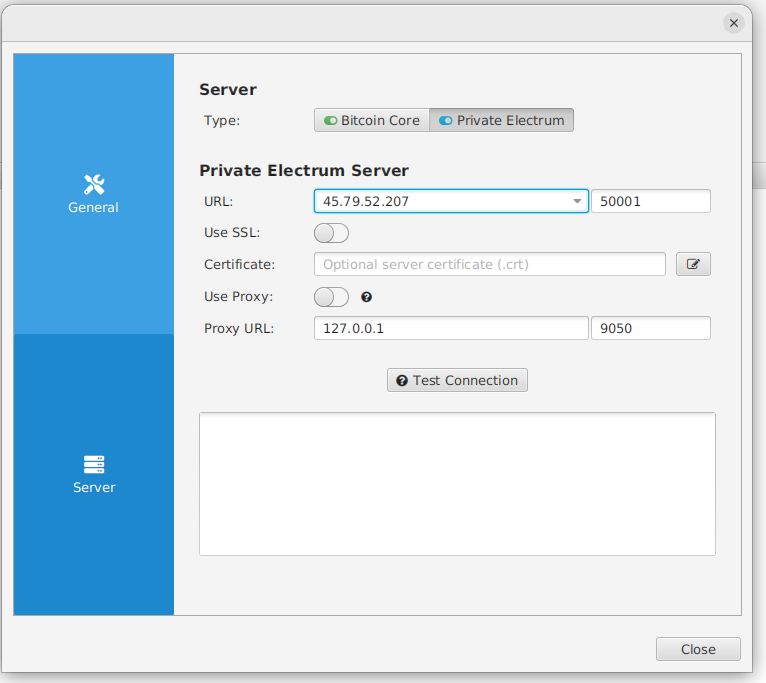 General
Server
Server
Type:
Bitcoin Core
Private Electrum
Private Electrum Server
URL:
45.79.52.207
50001
Use SSL:
Certificate:
Optional server certificate (.crt)
Use Proxy:
Proxy URL:
127.0.0.1
9050
Test Connection
Close